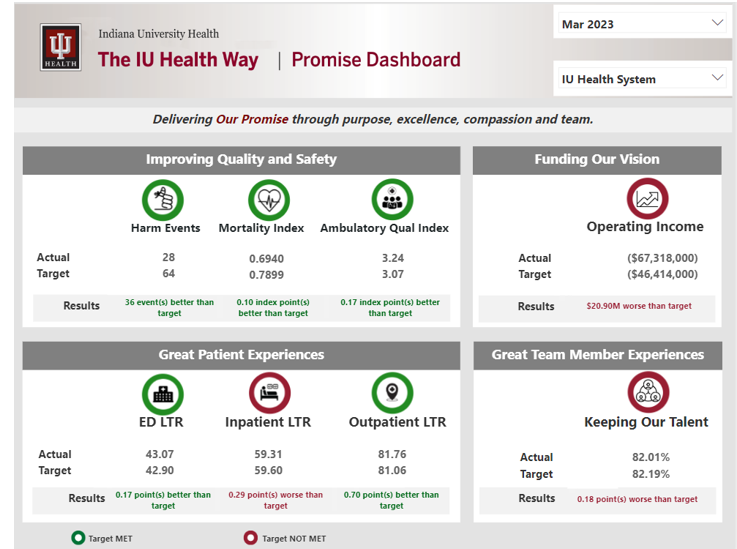 Indiana University Health
HEALTH
The IU Health Way | Promise Dashboard
Mar 2023
IU Health System
Delivering Our Promise through purpose, excellence, compassion and team.
Improving Quality and Safety
Harm Events Mortality Index Ambulatory Qual Index
Actual 28 0.6940 3.24
Target 64 0.7899 3.07
Results 36 event(s) better than target 0.10 index point(s) better than target 0.17 index point(s) better than target
Funding Our Vision
Operating Income
Actual ($67,318,000)
Target ($46,414,000)
Results $20.90M worse than target
Great Patient Experiences
ED LTR Inpatient LTR Outpatient LTR
Actual 43.07 59.31 81.76
Target 42.90 59.60 81.06
Results 0.17 point(s) better than target 0.29 point(s) worse than target 0.70 point(s) better than target
Great Team Member Experiences
Keeping Our Talent
Actual 82.01%
Target 82.19%
Results 0.18 point(s) worse than target
Target MET Target NOT MET